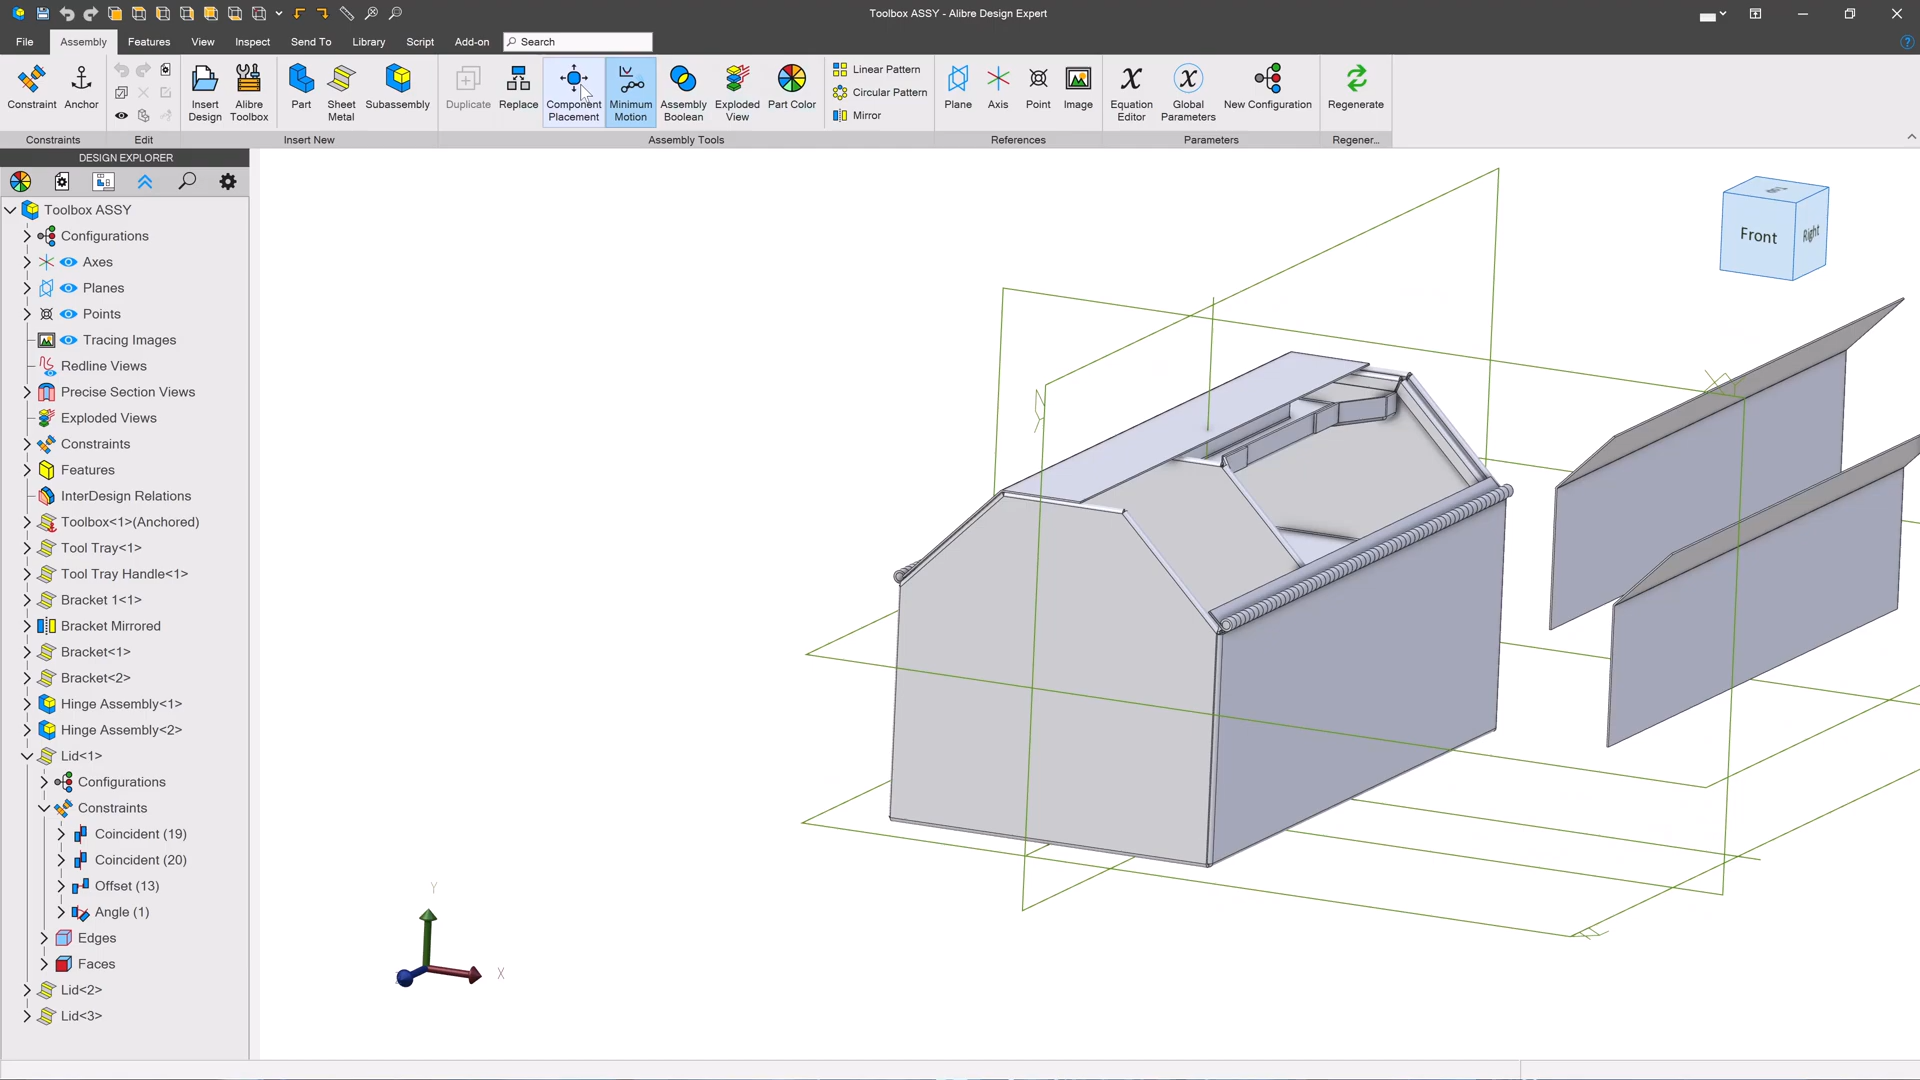 Toolbox ASSY - Alibre Design Expert
File Assembly Features View Inspect Send To Library Script Add-on Search
Constraint Anchor
Insert Design
Alibre Toolbox
Part
Sheet Metal
Subassembly
Duplicate
Replace
Component Placement
Minimum Motion
Assembly Boolean
Exploded View
Part Color
Linear Pattern
Circular Pattern
Mirror
Plane
Axis
Point
Image
Equation Editor
Global Parameters
New Configuration
Regenerate
Constraints Edit Insert New Assembly Tools References Parameters Regener...
DESIGN EXPLORER
Toolbox ASSY
Configurations
Axes
Planes
Points
Tracing Images
Redline Views
Precise Section Views
Exploded Views
Constraints
Features
InterDesign Relations
Toolbox<1>(Anchored)
Tool Tray<1>
Tool Tray Handle<1>
Bracket 1<1>
Bracket Mirrored
Bracket<1>
Bracket<2>
Hinge Assembly<1>
Hinge Assembly<2>
Lid<1>
Configurations
Constraints
Coincident (19)
Coincident (20)
Offset (13)
Angle (1)
Edges
Faces
Lid<2>
Lid<3>
Top
Front
Right
Y
X